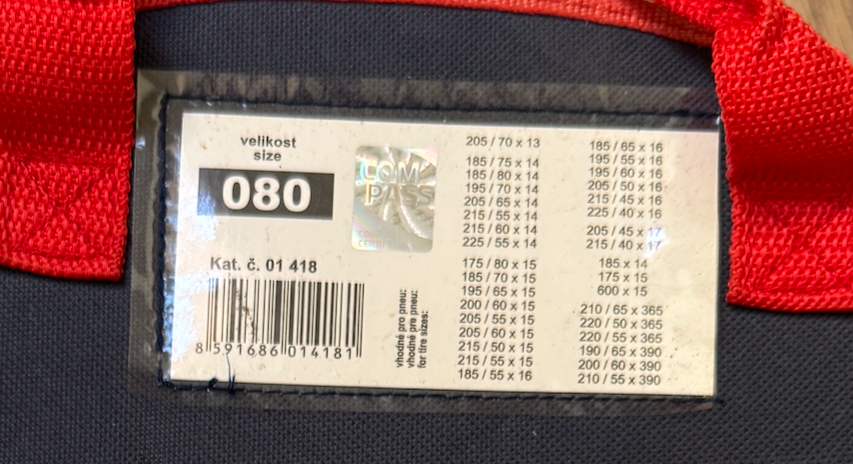 velikost
size
080
COM
PASS
Kat. č. 01 418
8 591686 014181
vhodné pro pneu:
vhodné pre pneu:
for tire sizes:
205 / 70 x 13
185 / 75 x 14
185 / 80 x 14
195 / 70 x 14
205 / 65 x 14
215 / 55 x 14
215 / 60 x 14
225 / 55 x 14
175 / 80 x 15
185 / 70 x 15
195 / 65 x 15
200 / 60 x 15
205 / 55 x 15
205 / 60 x 15
215 / 50 x 15
215 / 55 x 15
185 / 55 x 16
185 / 65 x 16
195 / 55 x 16
195 / 60 x 16
205 / 50 x 16
215 / 45 x 16
225 / 40 x 16
205 / 45 x 17
215 / 40 x 17
185 x 14
175 x 15
600 x 15
210 / 65 x 365
220 / 50 x 365
220 / 55 x 365
190 / 65 x 390
200 / 60 x 390
210 / 55 x 390